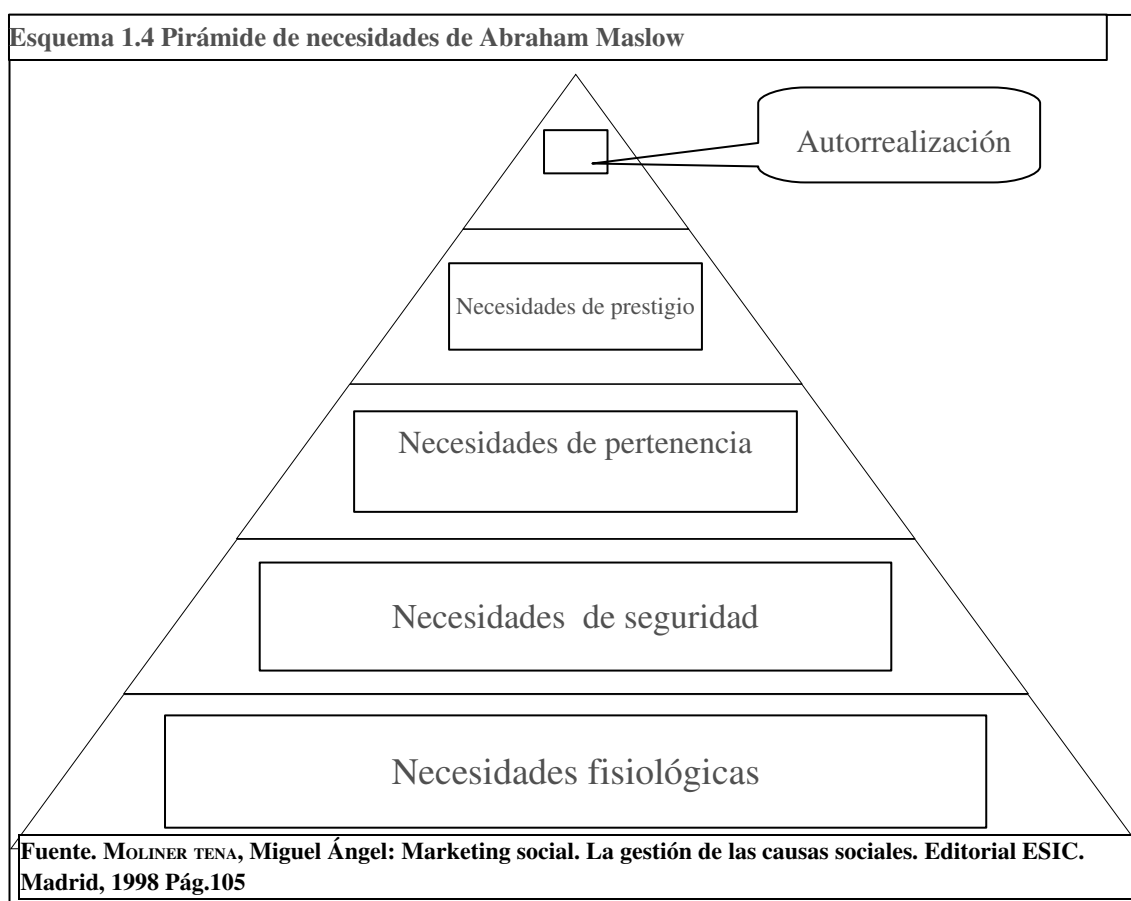 Esquema 1.4 Pirámide de necesidades de Abraham Maslow
Autorrealización
Necesidades de prestigio
Necesidades de pertenencia
Necesidades de seguridad
Necesidades fisiológicas
Fuente. MOLINER TENA, Miguel Ángel: Marketing social. La gestión de las causas sociales. Editorial ESIC.
Madrid, 1998 Pág.105